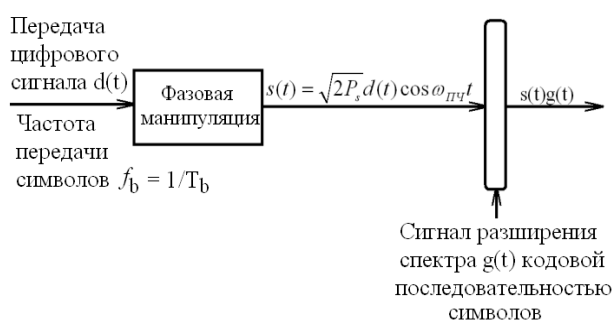 Передача
цифрового
сигнала d(t)
Частота
передачи
символов f_b = 1/T_b
Фазовая
манипуляция
s(t) = √2P_s d(t) cos ω_ПЧ t
s(t)g(t)
Сигнал разширения
спектра g(t) кодовой
последовательностью
символов